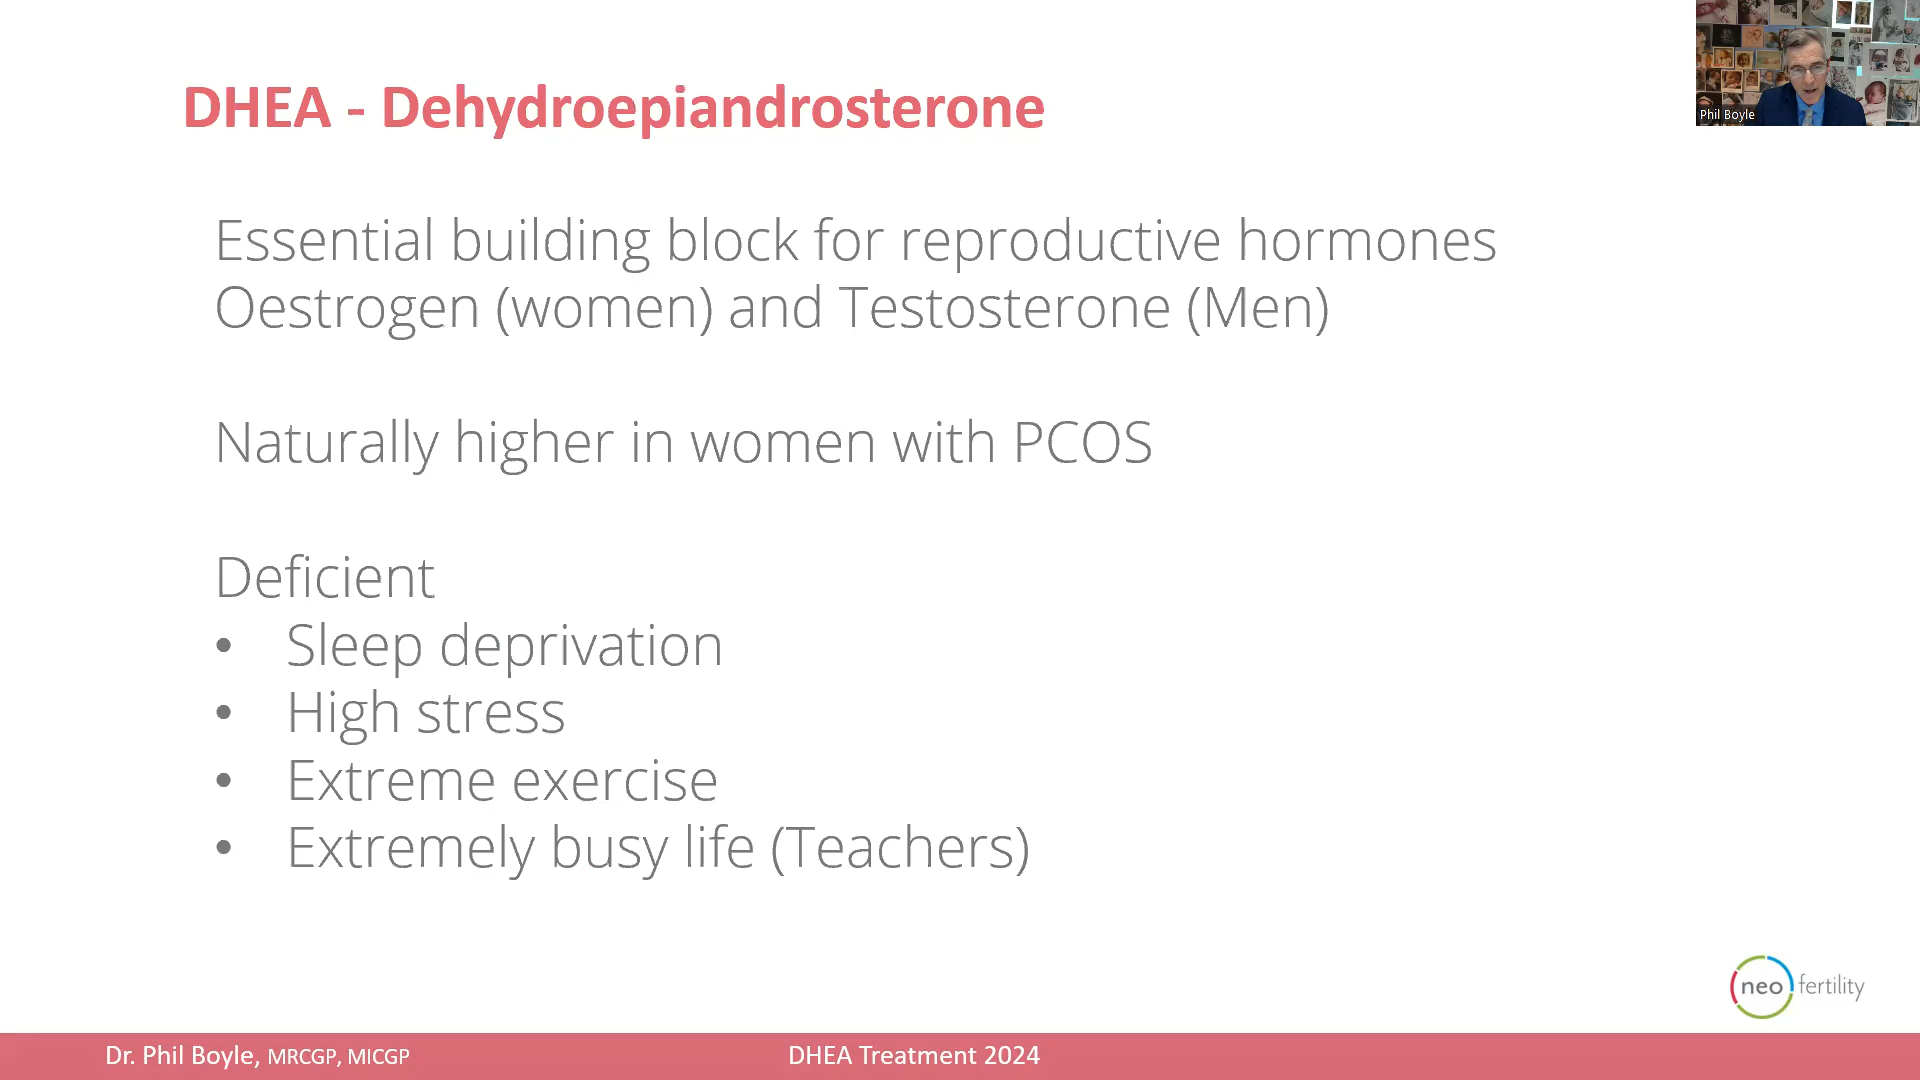 DHEA - Dehydroepiandrosterone
Phil Boyle
Essential building block for reproductive hormones
Oestrogen (women) and Testosterone (Men)
Naturally higher in women with PCOS
Deficient
• Sleep deprivation
• High stress
• Extreme exercise
• Extremely busy life (Teachers)
neo fertility
Dr. Phil Boyle, MRCGP, MICGP
DHEA Treatment 2024